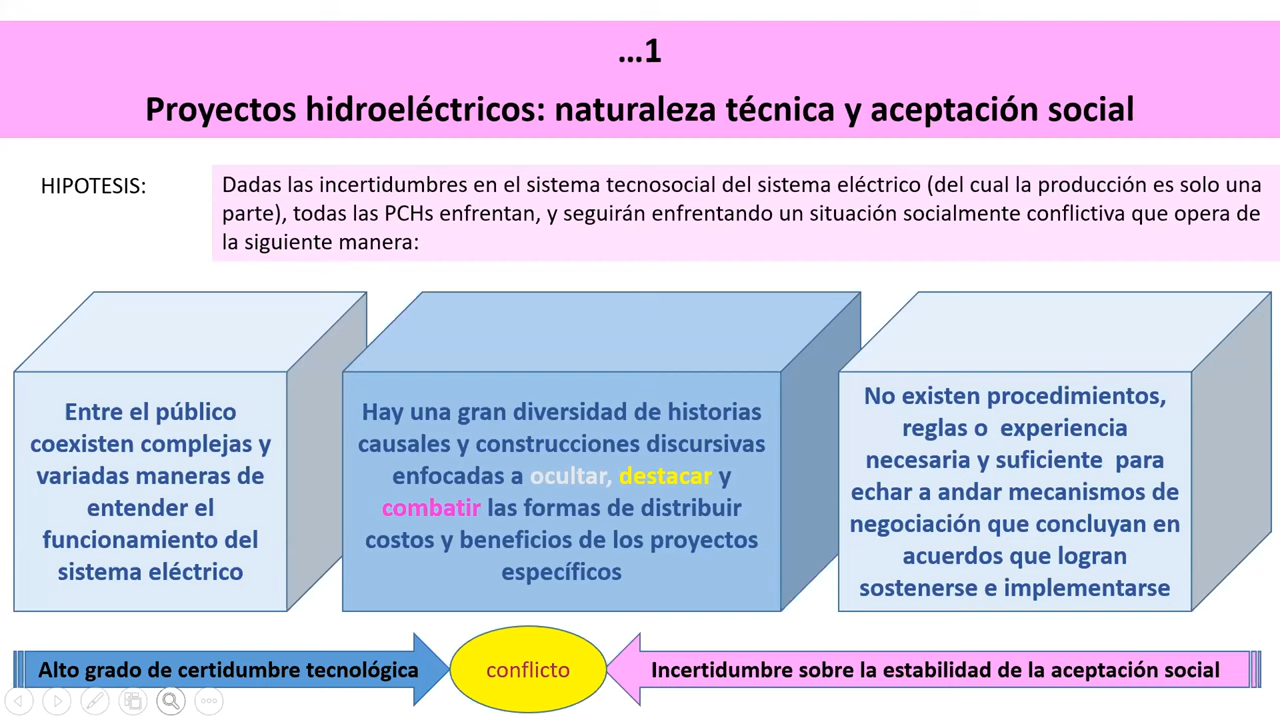 ...1
Proyectos hidroeléctricos: naturaleza técnica y aceptación social
HIPOTESIS:
Dadas las incertidumbres en el sistema tecnosocial del sistema eléctrico (del cual la producción es solo una
parte), todas las PCHs enfrentan, y seguirán enfrentando un situación socialmente conflictiva que opera de
la siguiente manera:
Entre el público
coexisten complejas y
variadas maneras de
entender el
funcionamiento del
sistema eléctrico
Hay una gran diversidad de historias
causales y construcciones discursivas
enfocadas a ocultar, destacar y
combatir las formas de distribuir
costos y beneficios de los proyectos
específicos
No existen procedimientos,
reglas o experiencia
necesaria y suficiente para
echar a andar mecanismos de
negociación que concluyan en
acuerdos que logran
sostenerse e implementarse
Alto grado de certidumbre tecnológica
conflicto
Incertidumbre sobre la estabilidad de la aceptación social